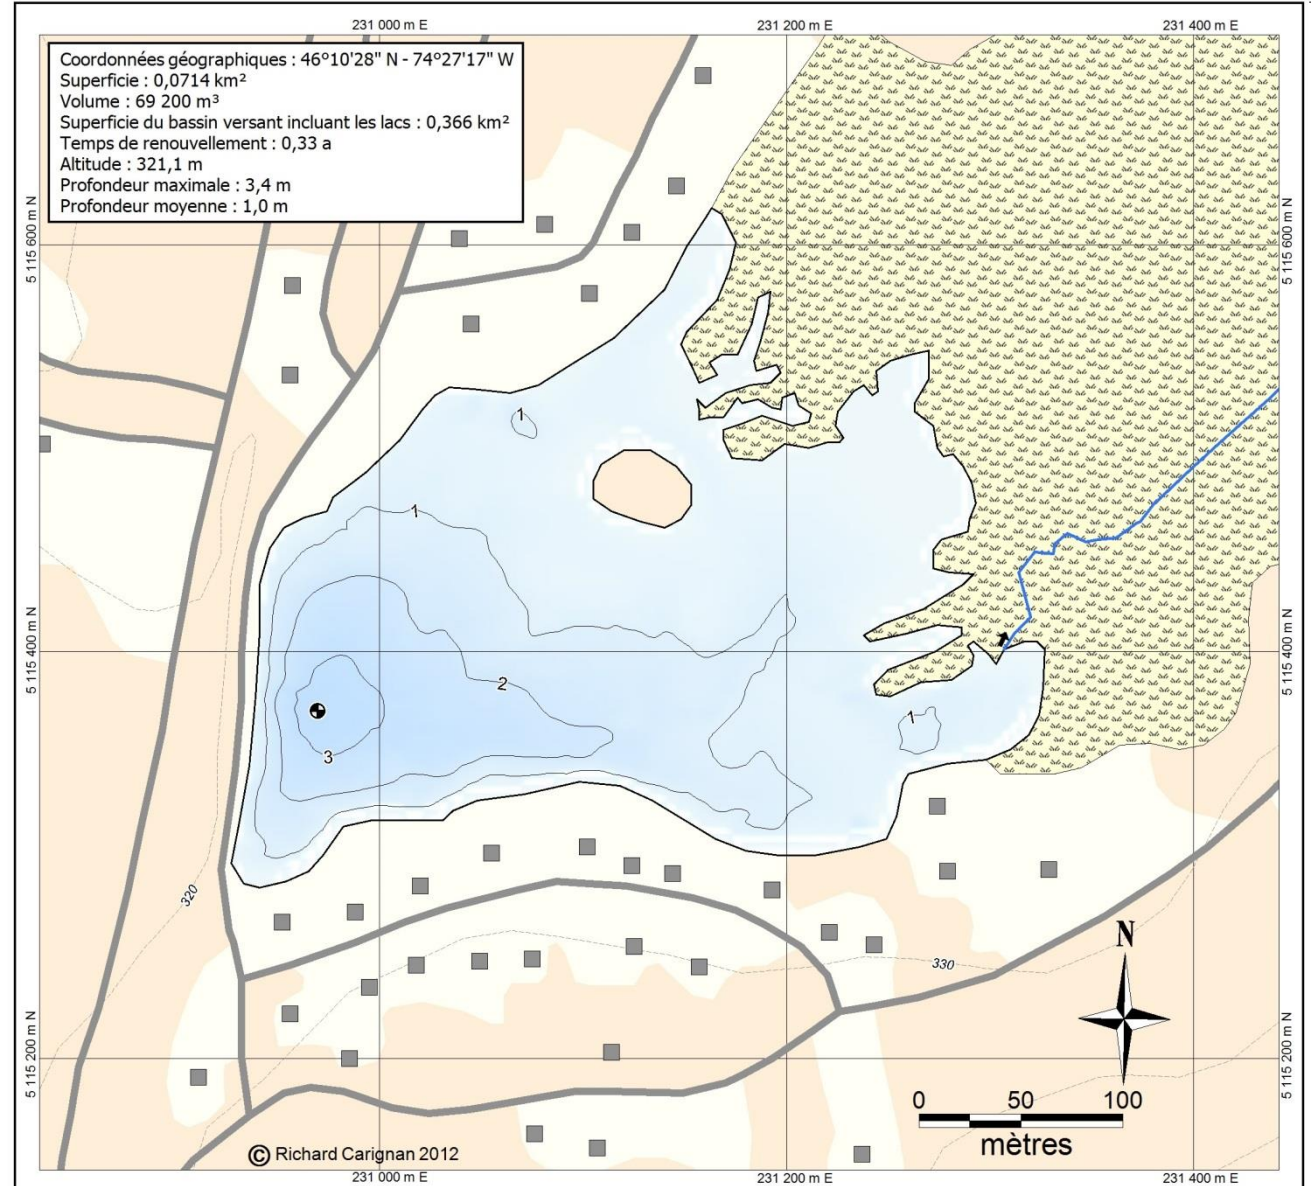 231 000 m E
231 200 m E
231 400 m E
Coordonnées géographiques : 46°10'28" N - 74°27'17" W
Superficie : 0,0714 km²
Volume : 69 200 m³
Superficie du bassin versant incluant les lacs : 0,366 km²
Temps de renouvellement : 0,33 a
Altitude : 321,1 m
Profondeur maximale : 3,4 m
Profondeur moyenne : 1,0 m
5 115 600 m N
5 115 600 m N
1
1
5 115 400 m N
5 115 400 m N
2
1
3
320
330
N
5 115 200 m N
5 115 200 m N
0 50 100
mètres
© Richard Carignan 2012
231 000 m E
231 200 m E
231 400 m E